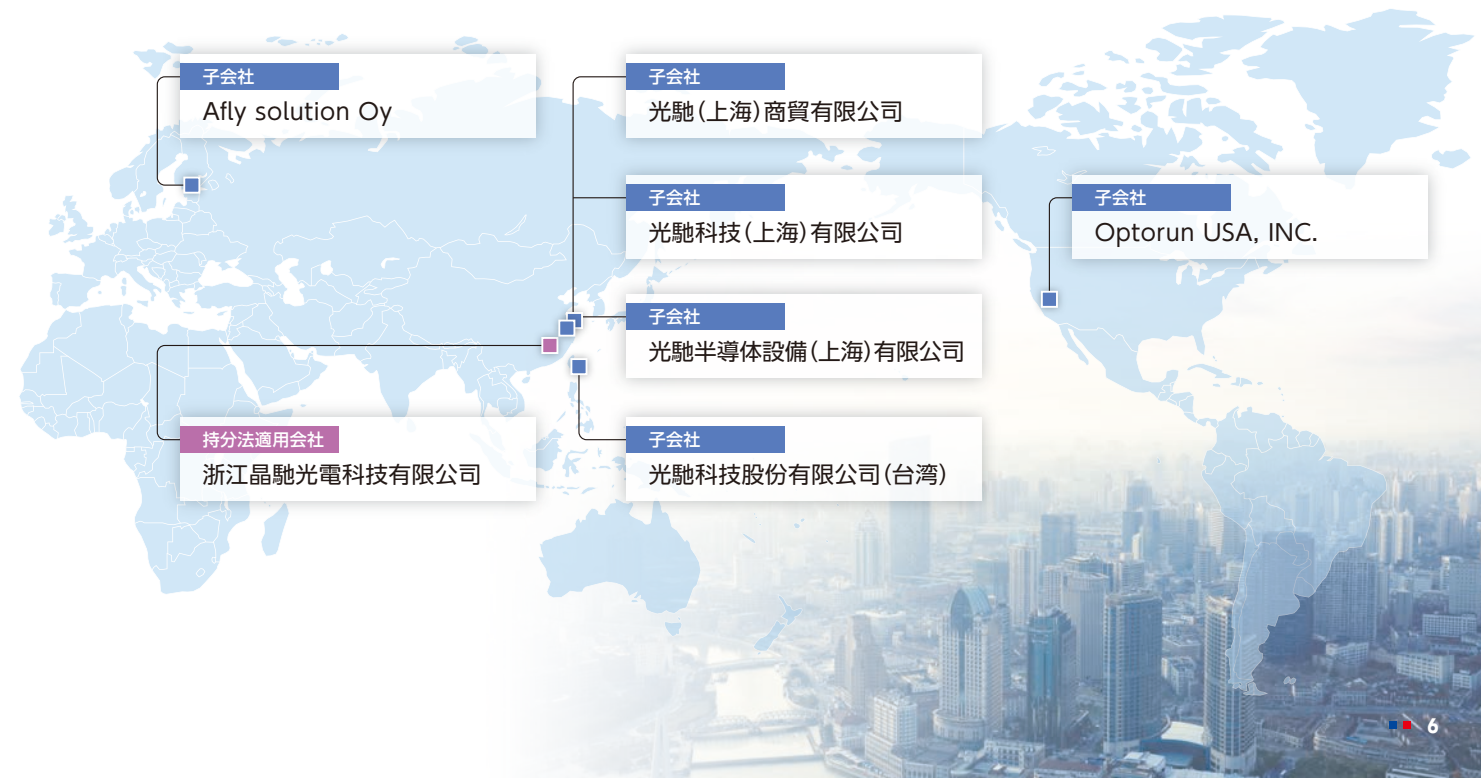 子会社
Afly solution Oy
子会社
光馳(上海)商貿有限公司
子会社
光馳科技(上海)有限公司
子会社
Optorun USA, INC.
子会社
光馳半導体設備(上海)有限公司
持分法適用会社
浙江晶馳光電科技有限公司
子会社
光馳科技股份有限公司(台湾)
6